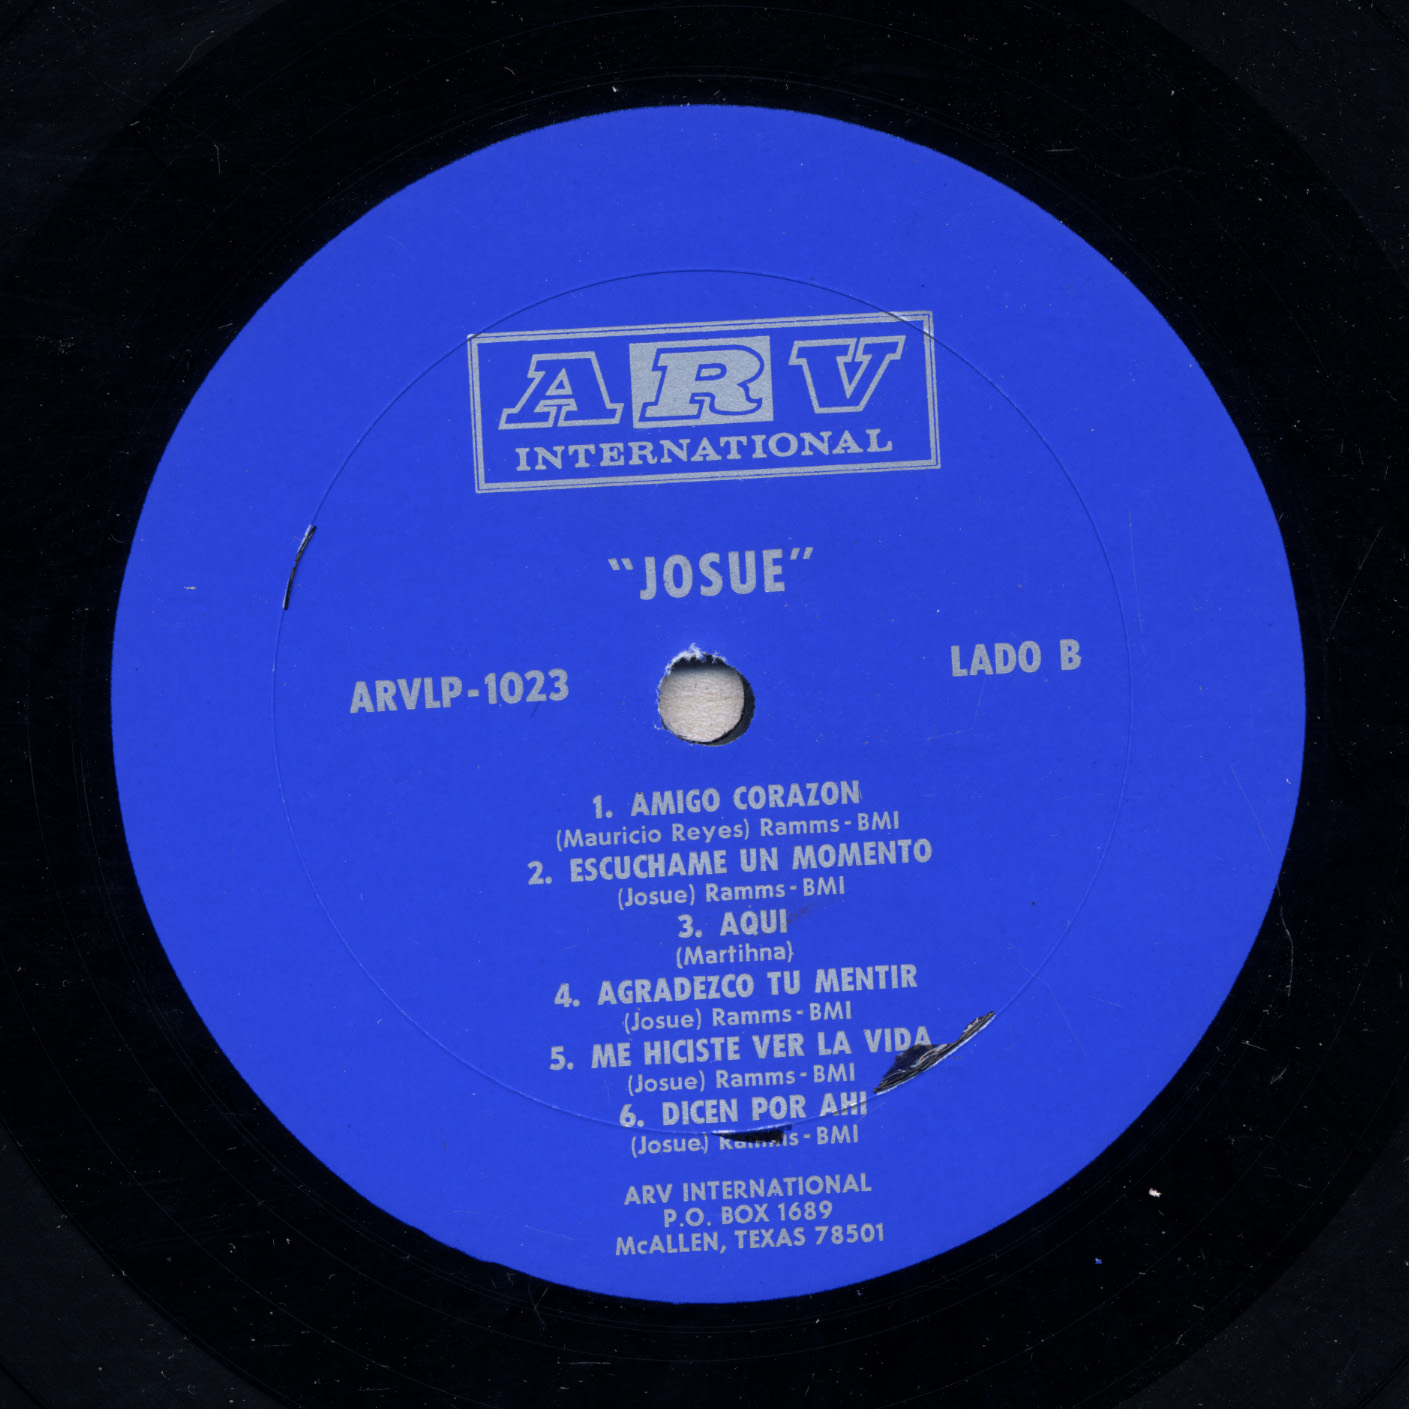 ARV
INTERNATIONAL
"JOSUE"
ARVLP-1023
LADO B
1. AMIGO CORAZON
(Mauricio Reyes) Ramms-BMI
2. ESCUCHAME UN MOMENTO
(Josue) Ramms-BMI
3. AQUI
(Martihna)
4. AGRADEZCO TU MENTIR
(Josue) Ramms-BMI
5. ME HICISTE VER LA VIDA
(Josue) Ramms-BMI
6. DICEN POR AHI
(Josue) Ramms-BMI
ARV INTERNATIONAL
P.O. BOX 1689
McALLEN, TEXAS 78501